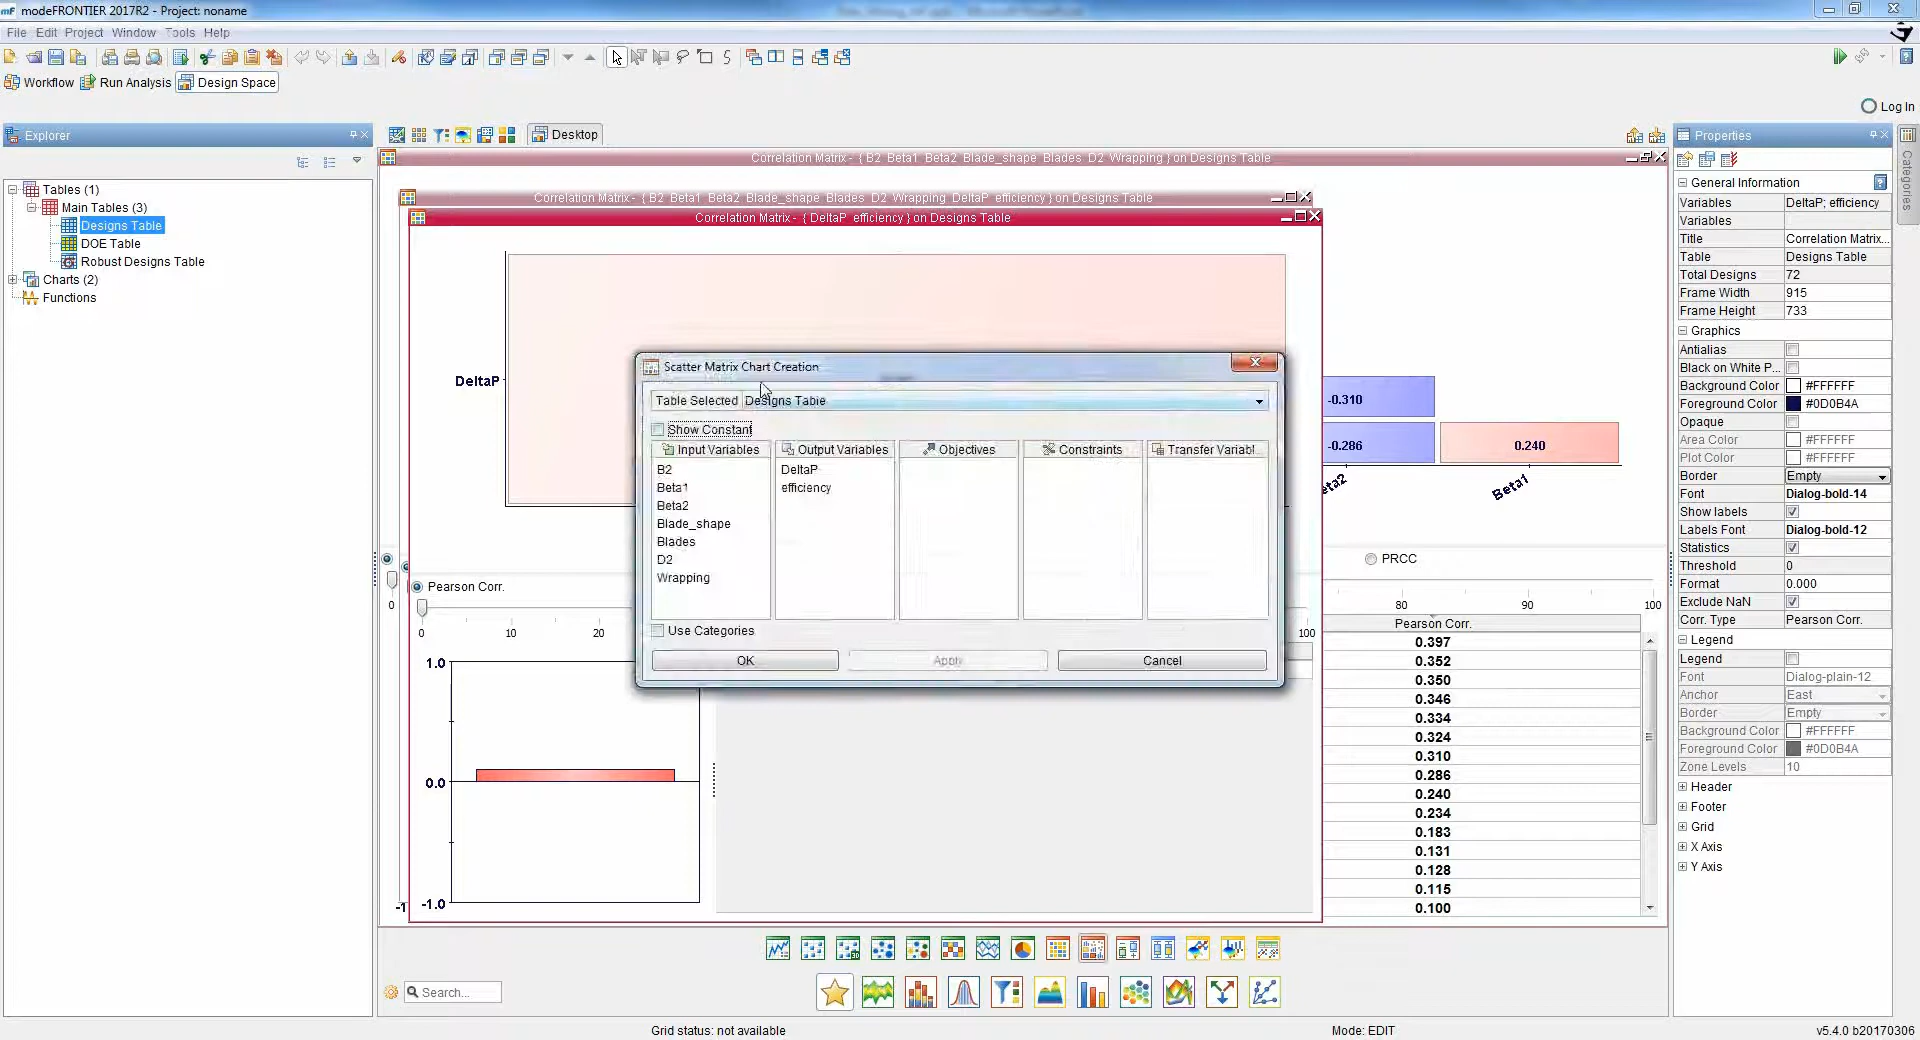 modeFRONTIER 2017R2 - Project: noname
File Edit Project Window Tools Help
Workflow Run Analysis Design Space
Log In
Explorer
Desktop
Properties
Categories
Tables (1)
Main Tables (3)
Designs Table
DOE Table
Robust Designs Table
Charts (2)
Functions
Correlation Matrix - { B2 Beta1 Beta2 Blade_shape Blades D2 Wrapping } on Designs Table
Correlation Matrix - { B2 Beta1 Beta2 Blade_shape Blades D2 Wrapping DeltaP efficiency } on Designs Table
Correlation Matrix - { DeltaP efficiency } on Designs Table
DeltaP
Scatter Matrix Chart Creation
Table Selected Designs Table
Show Constant
Input Variables Output Variables Objectives Constraints Transfer Variabl...
B2 DeltaP
Beta1 efficiency
Beta2
Blade_shape
Blades
D2
Wrapping
Use Categories
OK Apply Cancel
-0.310
-0.286 0.240
eta2 Beta1
PRCC
Pearson Corr.
0
0 10 20 100
80 90 100
1.0
0.0
-1.0
-1
Pearson Corr.
0.397
0.352
0.350
0.346
0.334
0.324
0.310
0.286
0.240
0.234
0.183
0.131
0.128
0.115
0.100
General Information
Variables DeltaP; efficiency
Variables
Title Correlation Matrix...
Table Designs Table
Total Designs 72
Frame Width 915
Frame Height 733
Graphics
Antialias
Black on White P...
Background Color #FFFFFF
Foreground Color #0D0B4A
Opaque
Area Color #FFFFFF
Plot Color #FFFFFF
Border Empty
Font Dialog-bold-14
Show labels
Labels Font Dialog-bold-12
Statistics
Threshold 0
Format 0.000
Exclude NaN
Corr. Type Pearson Corr.
Legend
Legend
Font Dialog-plain-12
Anchor East
Border Empty
Background Color #FFFFFF
Foreground Color #0D0B4A
Zone Levels 10
Header
Footer
Grid
X Axis
Y Axis
Search...
Grid status: not available
Mode: EDIT
v5.4.0 b20170306